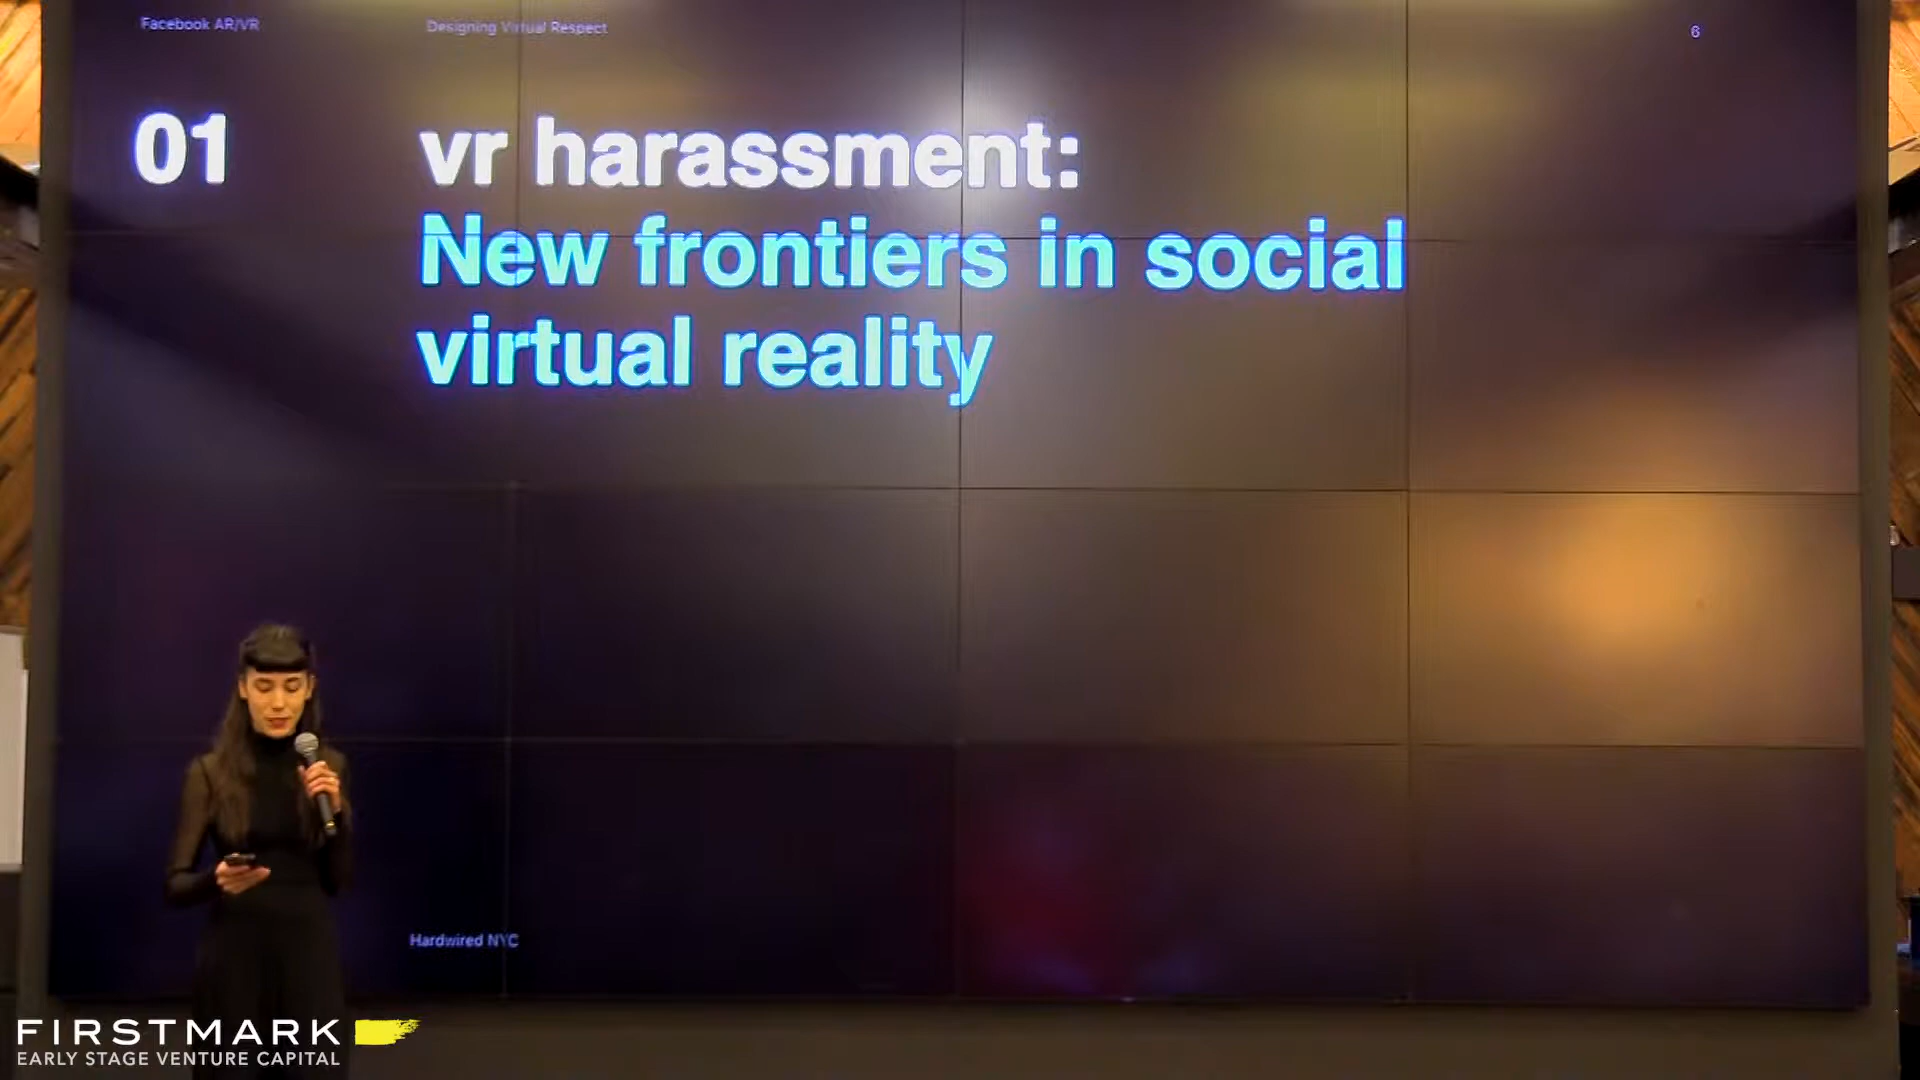 Facebook AR/VR
Designing Virtual Respect
6
01
vr harassment:
New frontiers in social
virtual reality
Hardwired NYC
FIRSTMARK
EARLY STAGE VENTURE CAPITAL